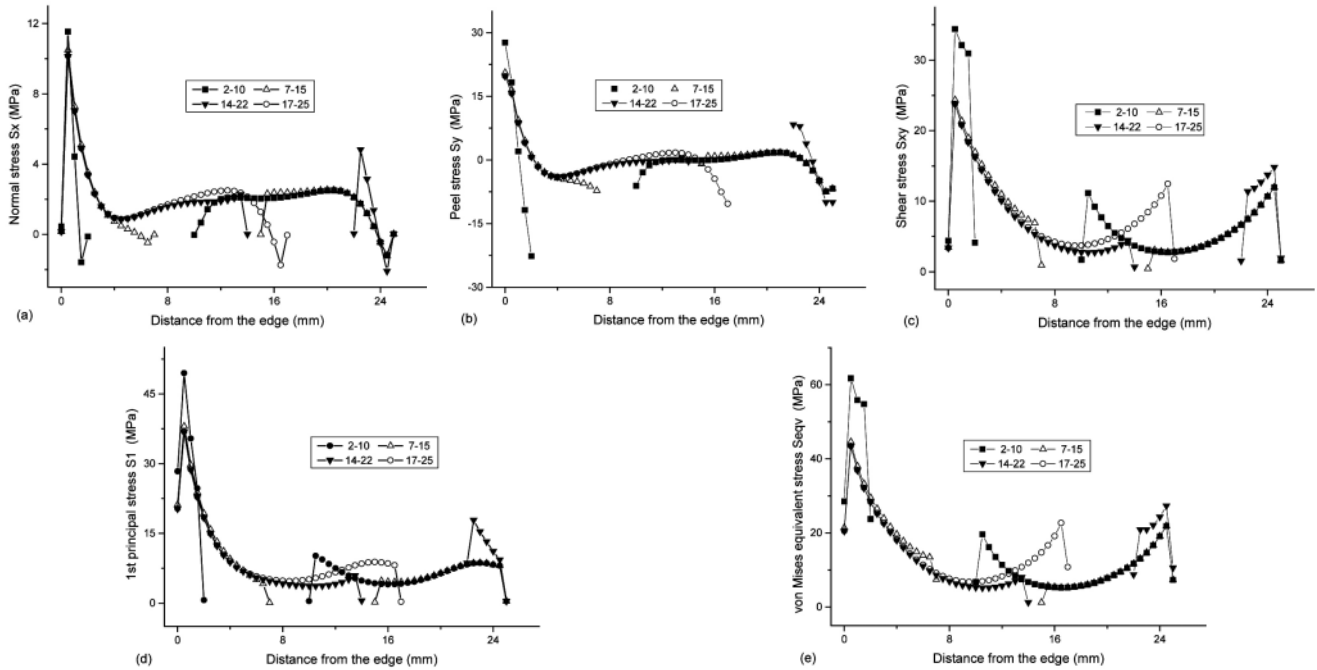 12
8
4
0
Normal stress Sx (MPa)
2-10 7-15
14-22 17-25
0 8 16 24
Distance from the edge (mm)
(a)
30
15
0
-15
-30
Peel stress Sy (MPa)
2-10 7-15
14-22 17-25
0 8 16 24
Distance from the edge (mm)
(b)
30
20
10
0
Shear stress Sxy (MPa)
2-10 7-15
14-22 17-25
0 8 16 24
Distance from the edge (mm)
(c)
45
30
15
0
1st principal stress S1 (MPa)
2-10 7-15
14-22 17-25
0 8 16 24
Distance from the edge (mm)
(d)
60
40
20
0
von Mises equivalent stress Seqv (MPa)
2-10 7-15
14-22 17-25
0 8 16 24
Distance from the edge (mm)
(e)